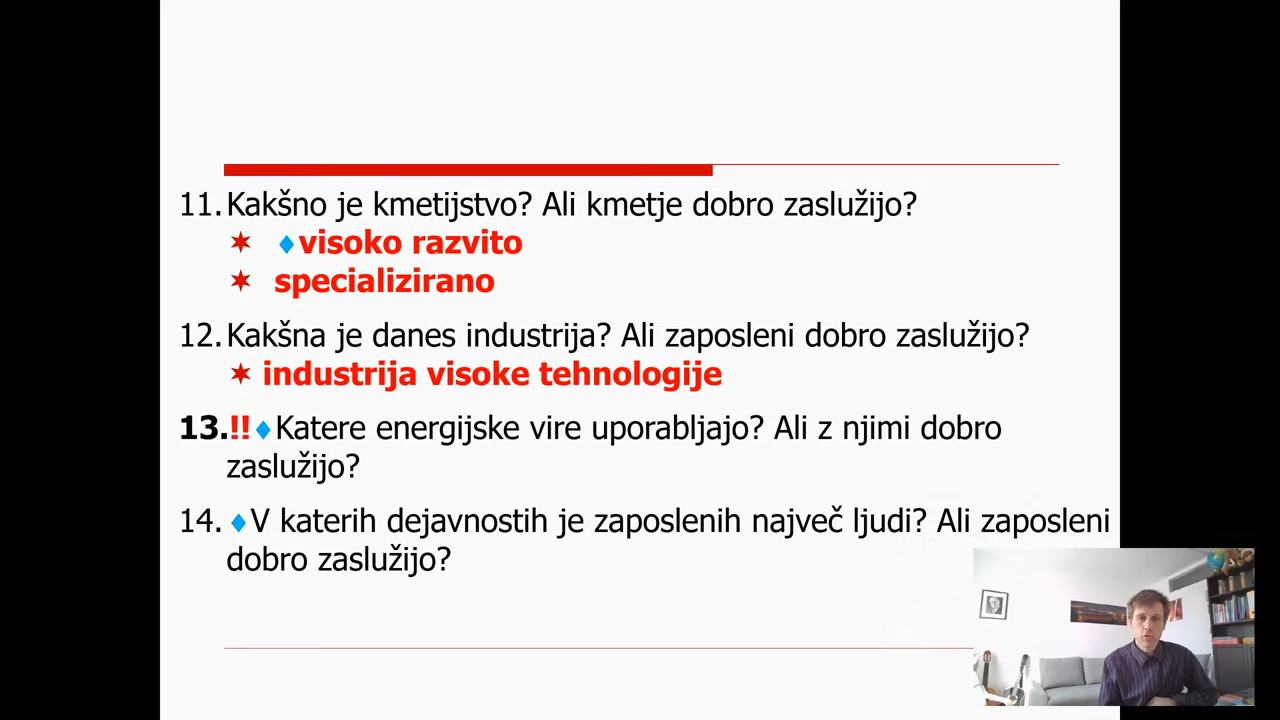 11. Kakšno je kmetijstvo? Ali kmetje dobro zaslužijo?
visoko razvito
specializirano
12. Kakšna je danes industrija? Ali zaposleni dobro zaslužijo?
industrija visoke tehnologije
13. !! Katere energijske vire uporabljajo? Ali z njimi dobro
zaslužijo?
14. V katerih dejavnostih je zaposlenih največ ljudi? Ali zaposleni
dobro zaslužijo?